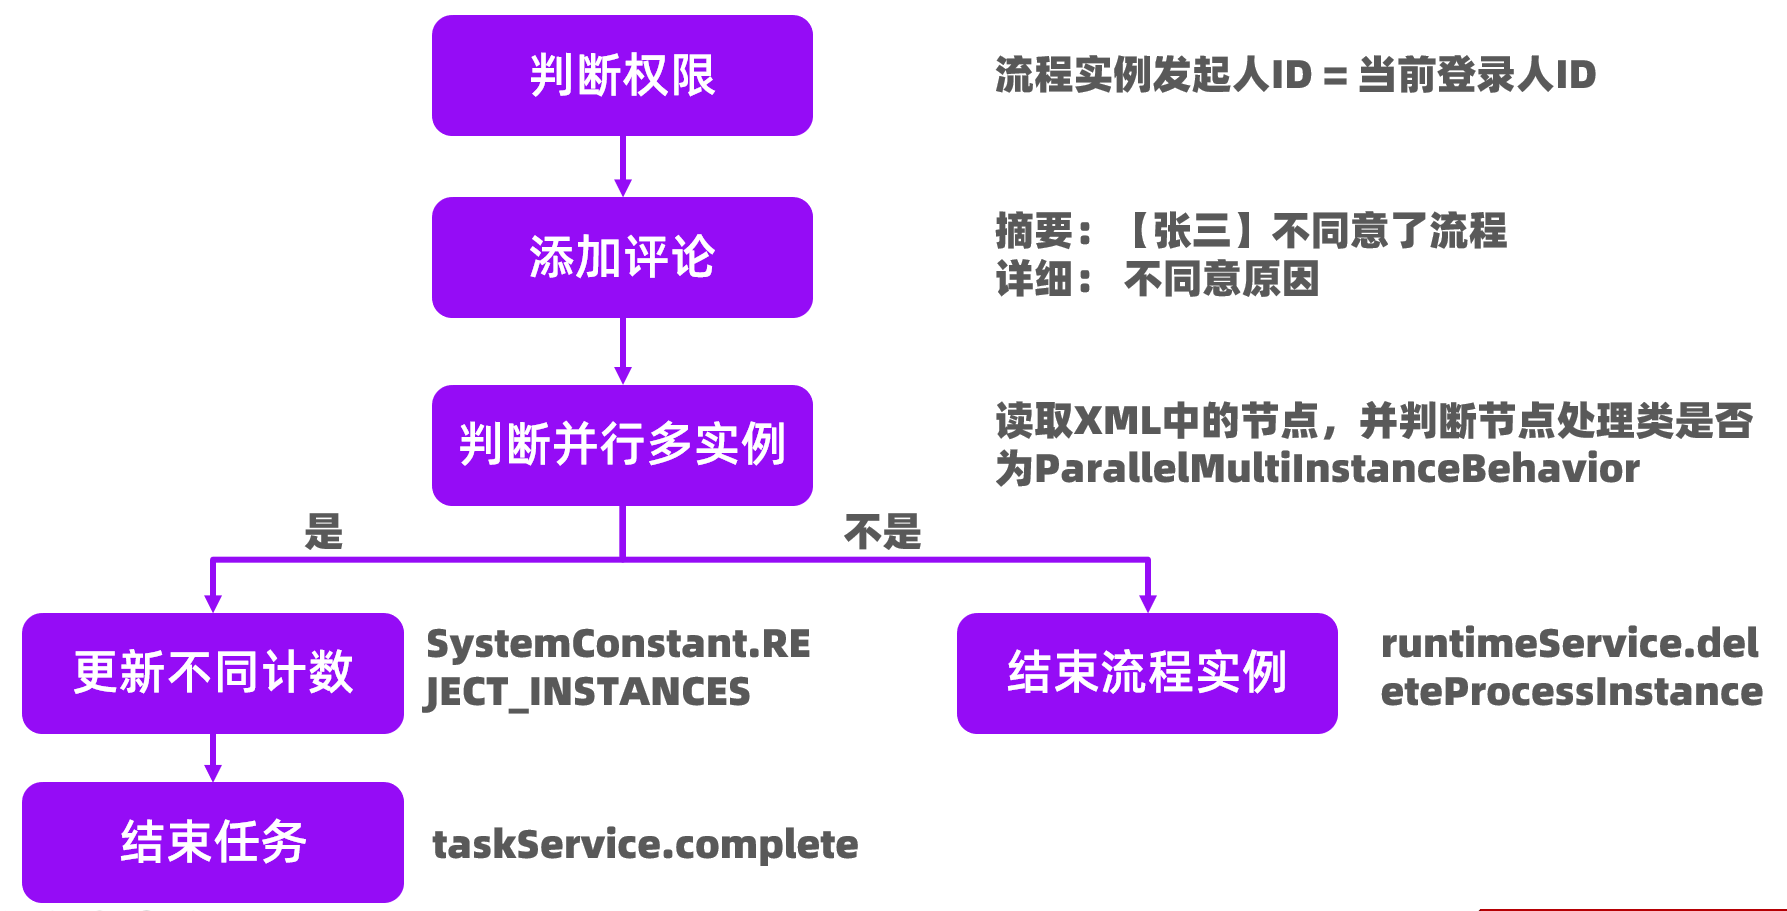 判断权限
流程实例发起人ID = 当前登录人ID
添加评论
摘要：【张三】不同意了流程
详细： 不同意原因
判断并行多实例
读取XML中的节点，并判断节点处理类是否
为ParallelMultiInstanceBehavior
是
不是
更新不同计数
SystemConstant.RE
JECT_INSTANCES
结束流程实例
runtimeService.del
eteProcessInstance
结束任务
taskService.complete